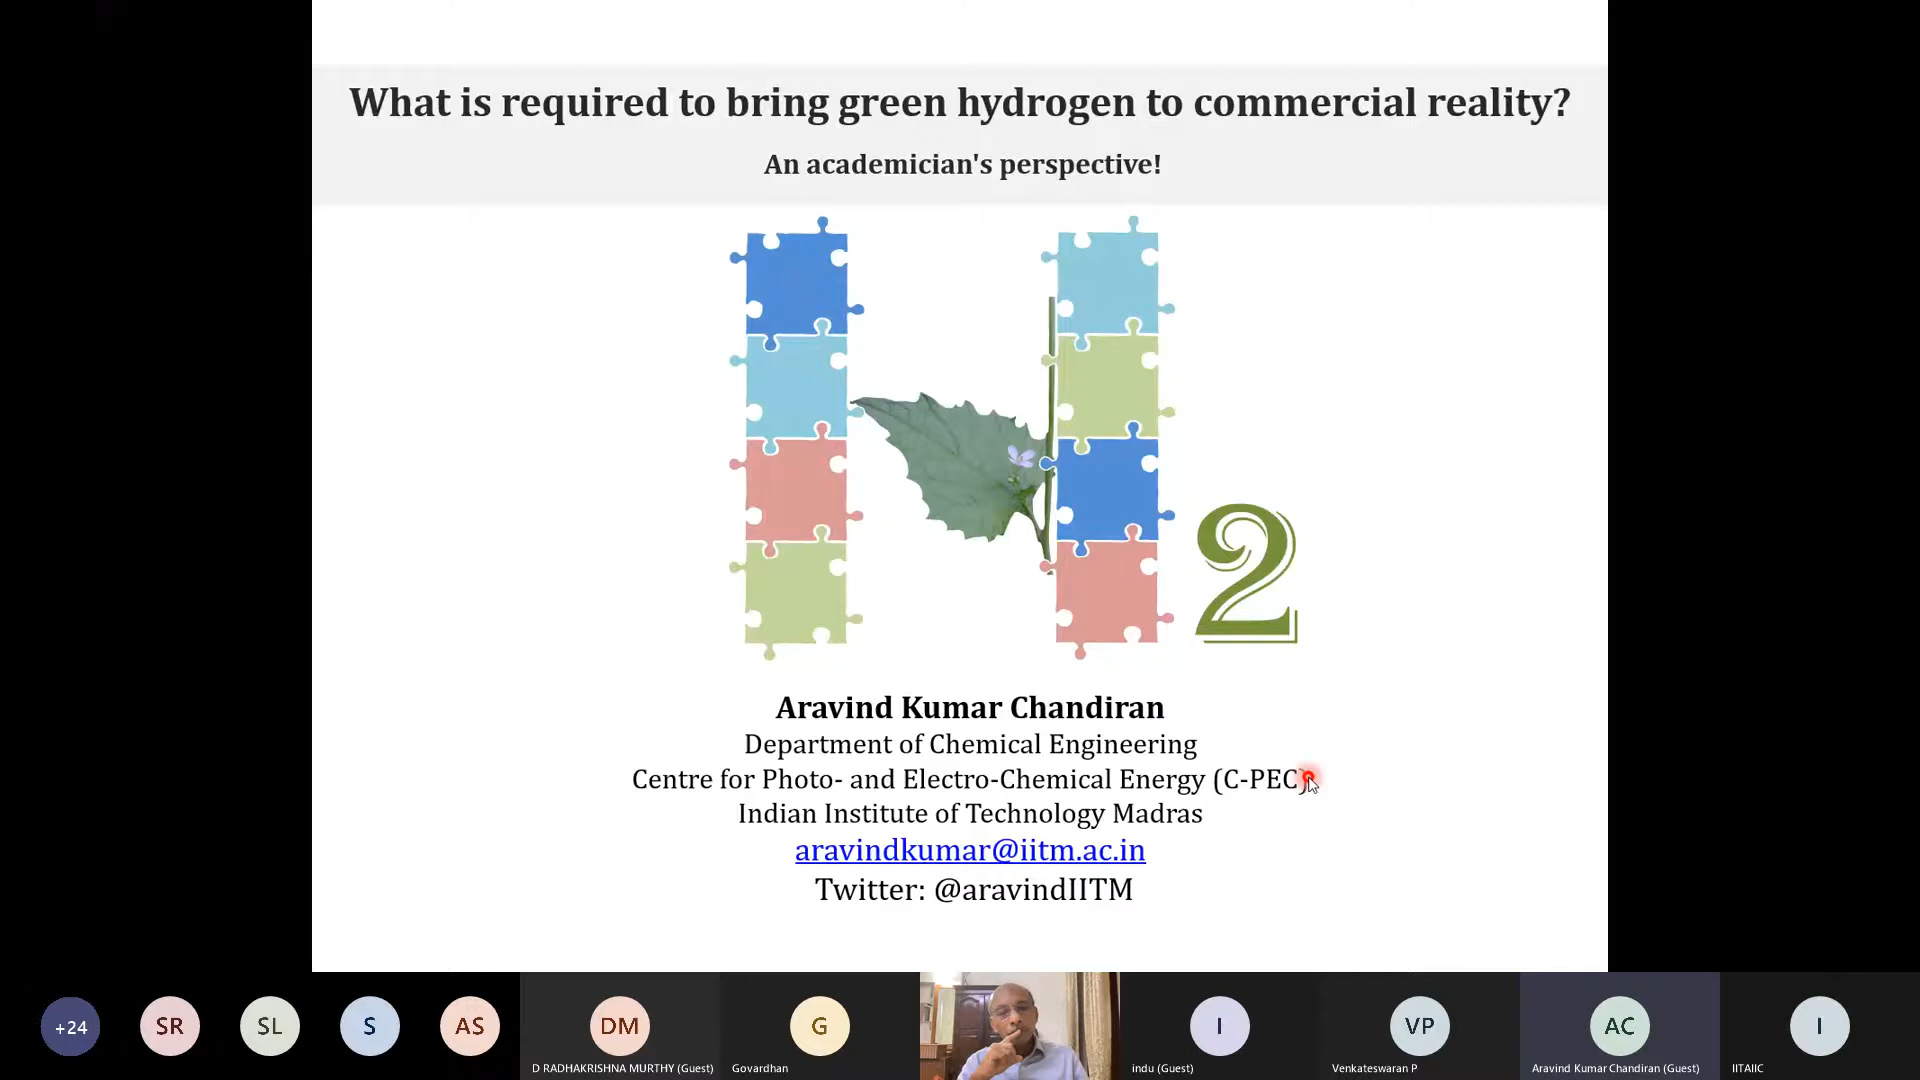 What is required to bring green hydrogen to commercial reality?
An academician's perspective!
2
Aravind Kumar Chandiran
Department of Chemical Engineering
Centre for Photo- and Electro-Chemical Energy (C-PEC)
Indian Institute of Technology Madras
aravindkumar@iitm.ac.in
Twitter: @aravindIITM
+24
SR
SL
S
AS
DM
G
I
VP
AC
I
D RADHAKRISHNA MURTHY (Guest)
Govardhan
indu (Guest)
Venkateswaran P
Aravind Kumar Chandiran (Guest)
IITAIIC